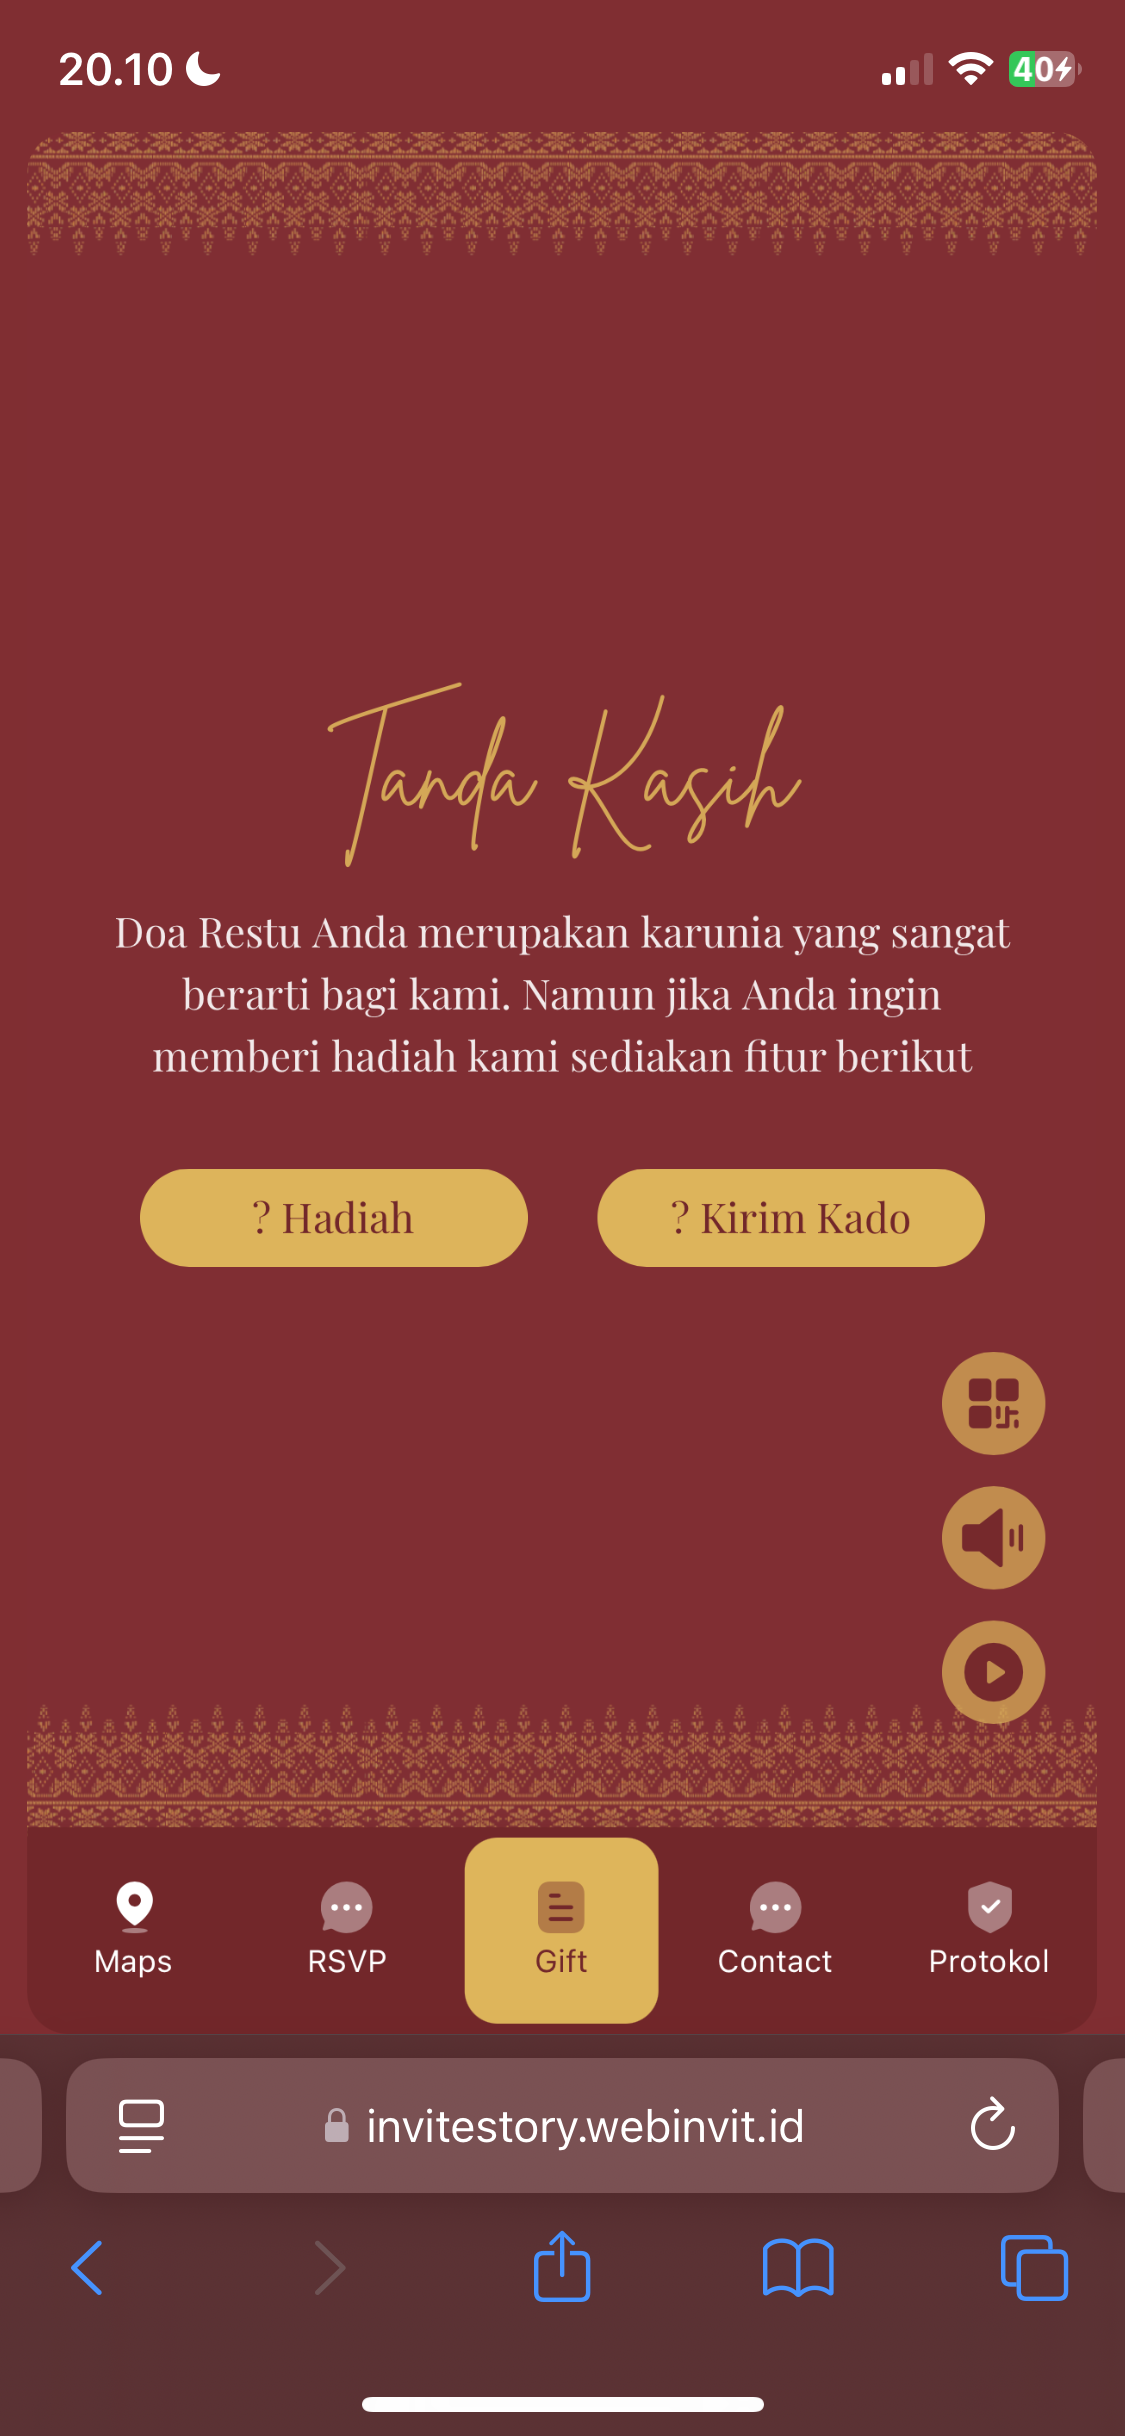 20.10
40
Tanda Kasih
Doa Restu Anda merupakan karunia yang sangat
berarti bagi kami. Namun jika Anda ingin
memberi hadiah kami sediakan fitur berikut
? Hadiah
? Kirim Kado
Maps
RSVP
Gift
Contact
Protokol
invitestory.webinvit.id